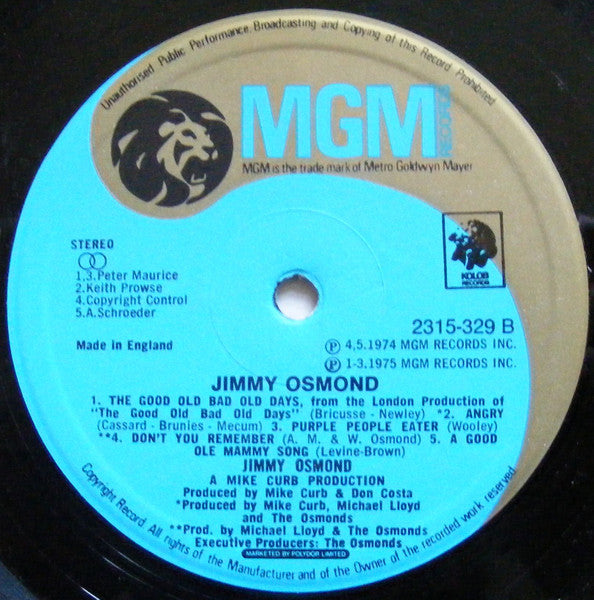 Unauthorised Public Performance, Broadcasting and Copying of this Record Prohibited
MGM
RECORDS
MGM is the trade mark of Metro Goldwyn Mayer
STEREO
1,3.Peter Maurice
2.Keith Prowse
4.Copyright Control
5.A.Schroeder
KOLOB
RECORDS
2315-329 B
Made in England
Ⓟ 4,5.1974 MGM RECORDS INC.
Ⓟ 1-3.1975 MGM RECORDS INC.
JIMMY OSMOND
1. THE GOOD OLD BAD OLD DAYS, from the London Production of
"The Good Old Bad Old Days" (Bricusse - Newley) *2. ANGRY
(Cassard - Brunies - Mecum) 3. PURPLE PEOPLE EATER (Wooley)
**4. DON'T YOU REMEMBER (A. M. & W. Osmond) 5. A GOOD
OLE MAMMY SONG (Levine-Brown)
JIMMY OSMOND
A MIKE CURB PRODUCTION
Produced by Mike Curb & Don Costa
*Produced by Mike Curb, Michael Lloyd
and The Osmonds
**Prod. by Michael Lloyd & The Osmonds
Executive Producers: The Osmonds
MARKETED BY POLYDOR LIMITED
Copyright Record. All rights of the Manufacturer and of the Owner of the recorded work reserved.